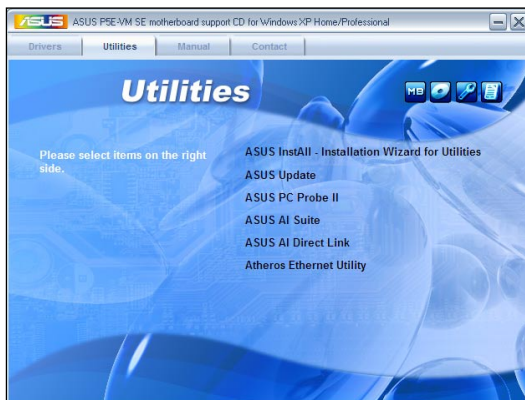 ASUS ASUS P5E-VM SE motherboard support CD for Windows XP Home/Professional
Drivers Utilities Manual Contact
Utilities
MB
Please select items on the right
side.
ASUS InstAll - Installation Wizard for Utilities
ASUS Update
ASUS PC Probe II
ASUS AI Suite
ASUS AI Direct Link
Atheros Ethernet Utility